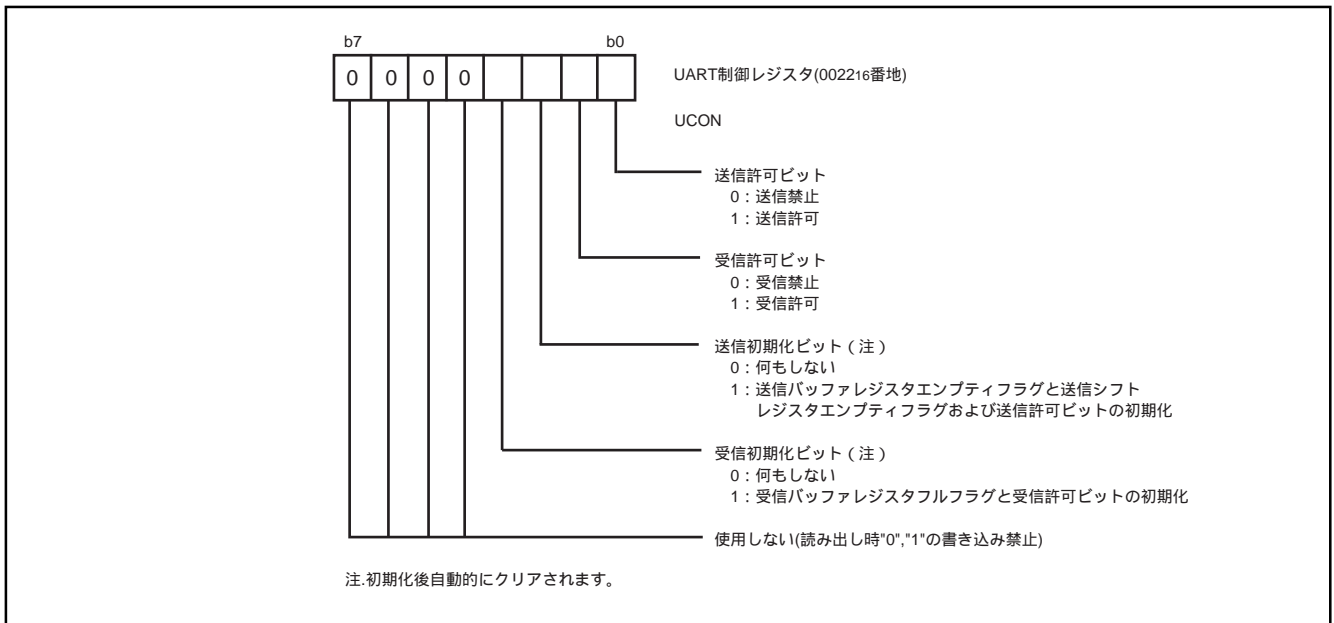 b7 b0
0 0 0 0
UART制御レジスタ(002216番地)
UCON
送信許可ビット
0：送信禁止
1：送信許可
受信許可ビット
0：受信禁止
1：受信許可
送信初期化ビット（注）
0：何もしない
1：送信バッファレジスタエンプティフラグと送信シフト
レジスタエンプティフラグおよび送信許可ビットの初期化
受信初期化ビット（注）
0：何もしない
1：受信バッファレジスタフルフラグと受信許可ビットの初期化
使用しない(読み出し時"0","1"の書き込み禁止)
注.初期化後自動的にクリアされます。